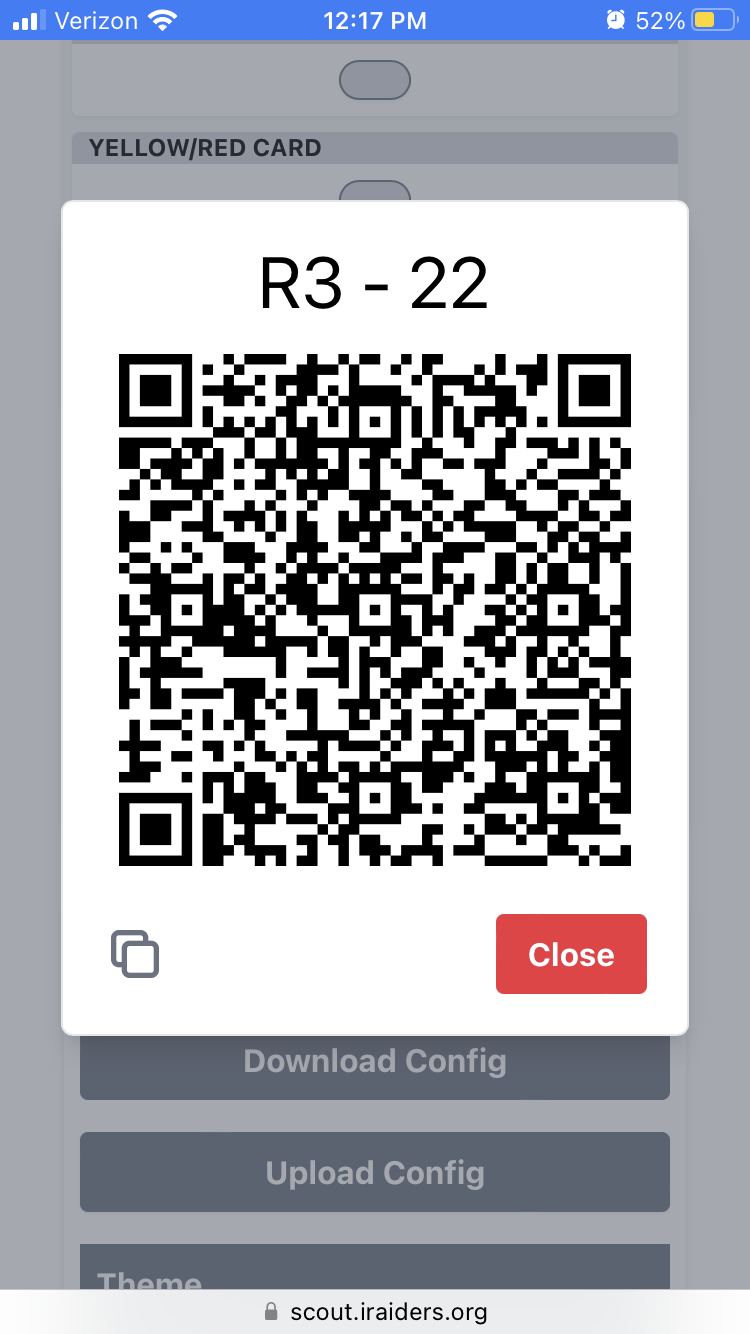 Verizon 12:17 PM 52%
YELLOW/RED CARD
R3 - 22
Close
Download Config
Upload Config
Theme
scout.iraiders.org